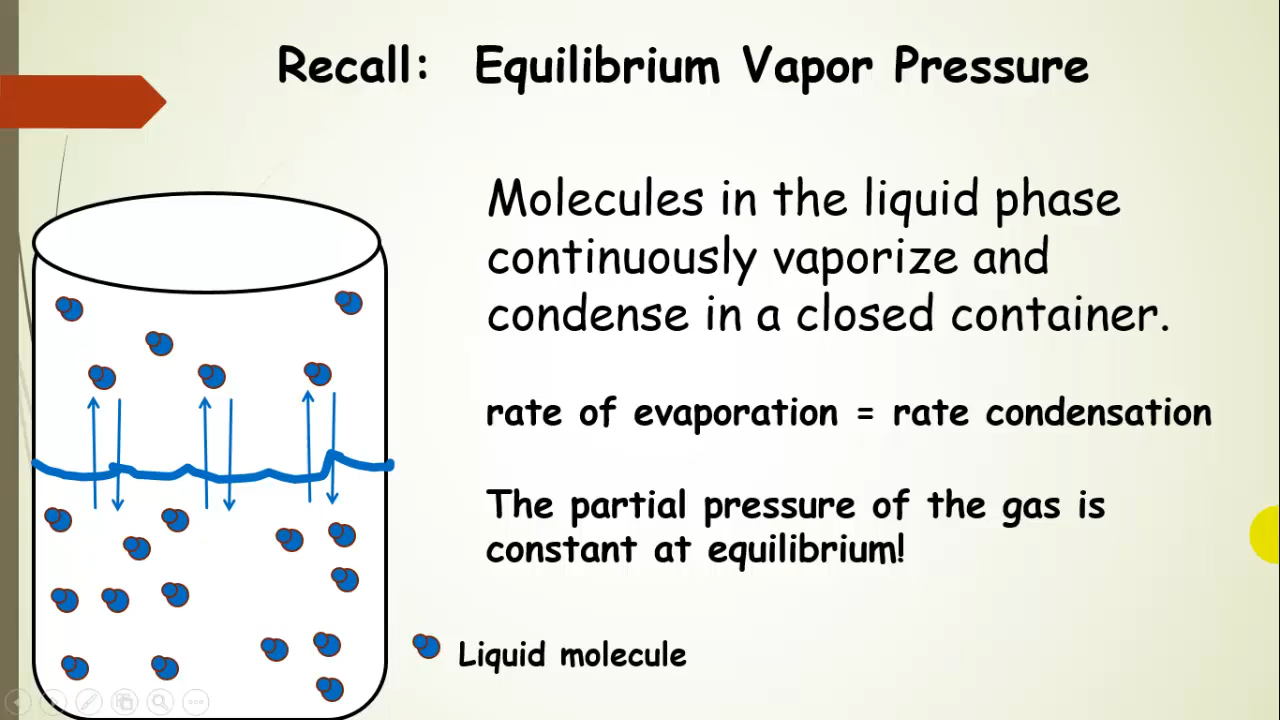 Recall: Equilibrium Vapor Pressure
Molecules in the liquid phase
continuously vaporize and
condense in a closed container.
rate of evaporation = rate condensation
The partial pressure of the gas is
constant at equilibrium!
Liquid molecule